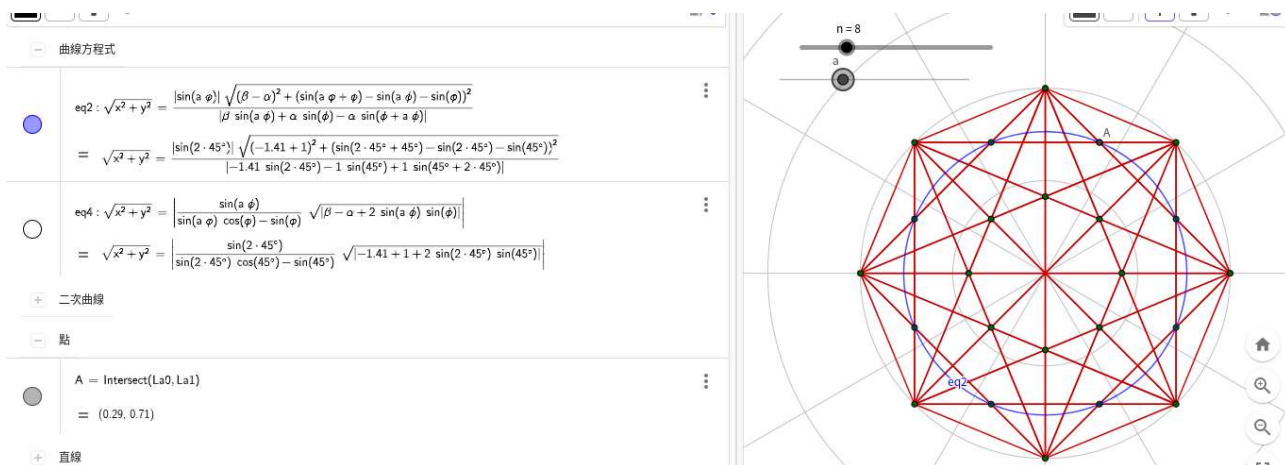 曲線方程式
eq2 : √(x² + y²) = |sin(a φ)| √((β − α)² + (sin(a φ + φ) − sin(a ϕ) − sin(φ))²) / |β sin(a ϕ) + α sin(ϕ) − α sin(ϕ + a ϕ)|
= √(x² + y²) = |sin(2 · 45°)| √((−1.41 + 1)² + (sin(2 · 45° + 45°) − sin(2 · 45°) − sin(45°))²) / |−1.41 sin(2 · 45°) − 1 sin(45°) + 1 sin(45° + 2 · 45°)|
eq4 : √(x² + y²) = |sin(a ϕ) / (sin(a φ) cos(φ) − sin(φ)) √|β − α + 2 sin(a ϕ) sin(ϕ)||
= √(x² + y²) = |sin(2 · 45°) / (sin(2 · 45°) cos(45°) − sin(45°)) √|−1.41 + 1 + 2 sin(2 · 45°) sin(45°)||
二次曲線
點
A = Intersect(La0, La1)
= (0.29, 0.71)
直線
n = 8
a
A
eq2